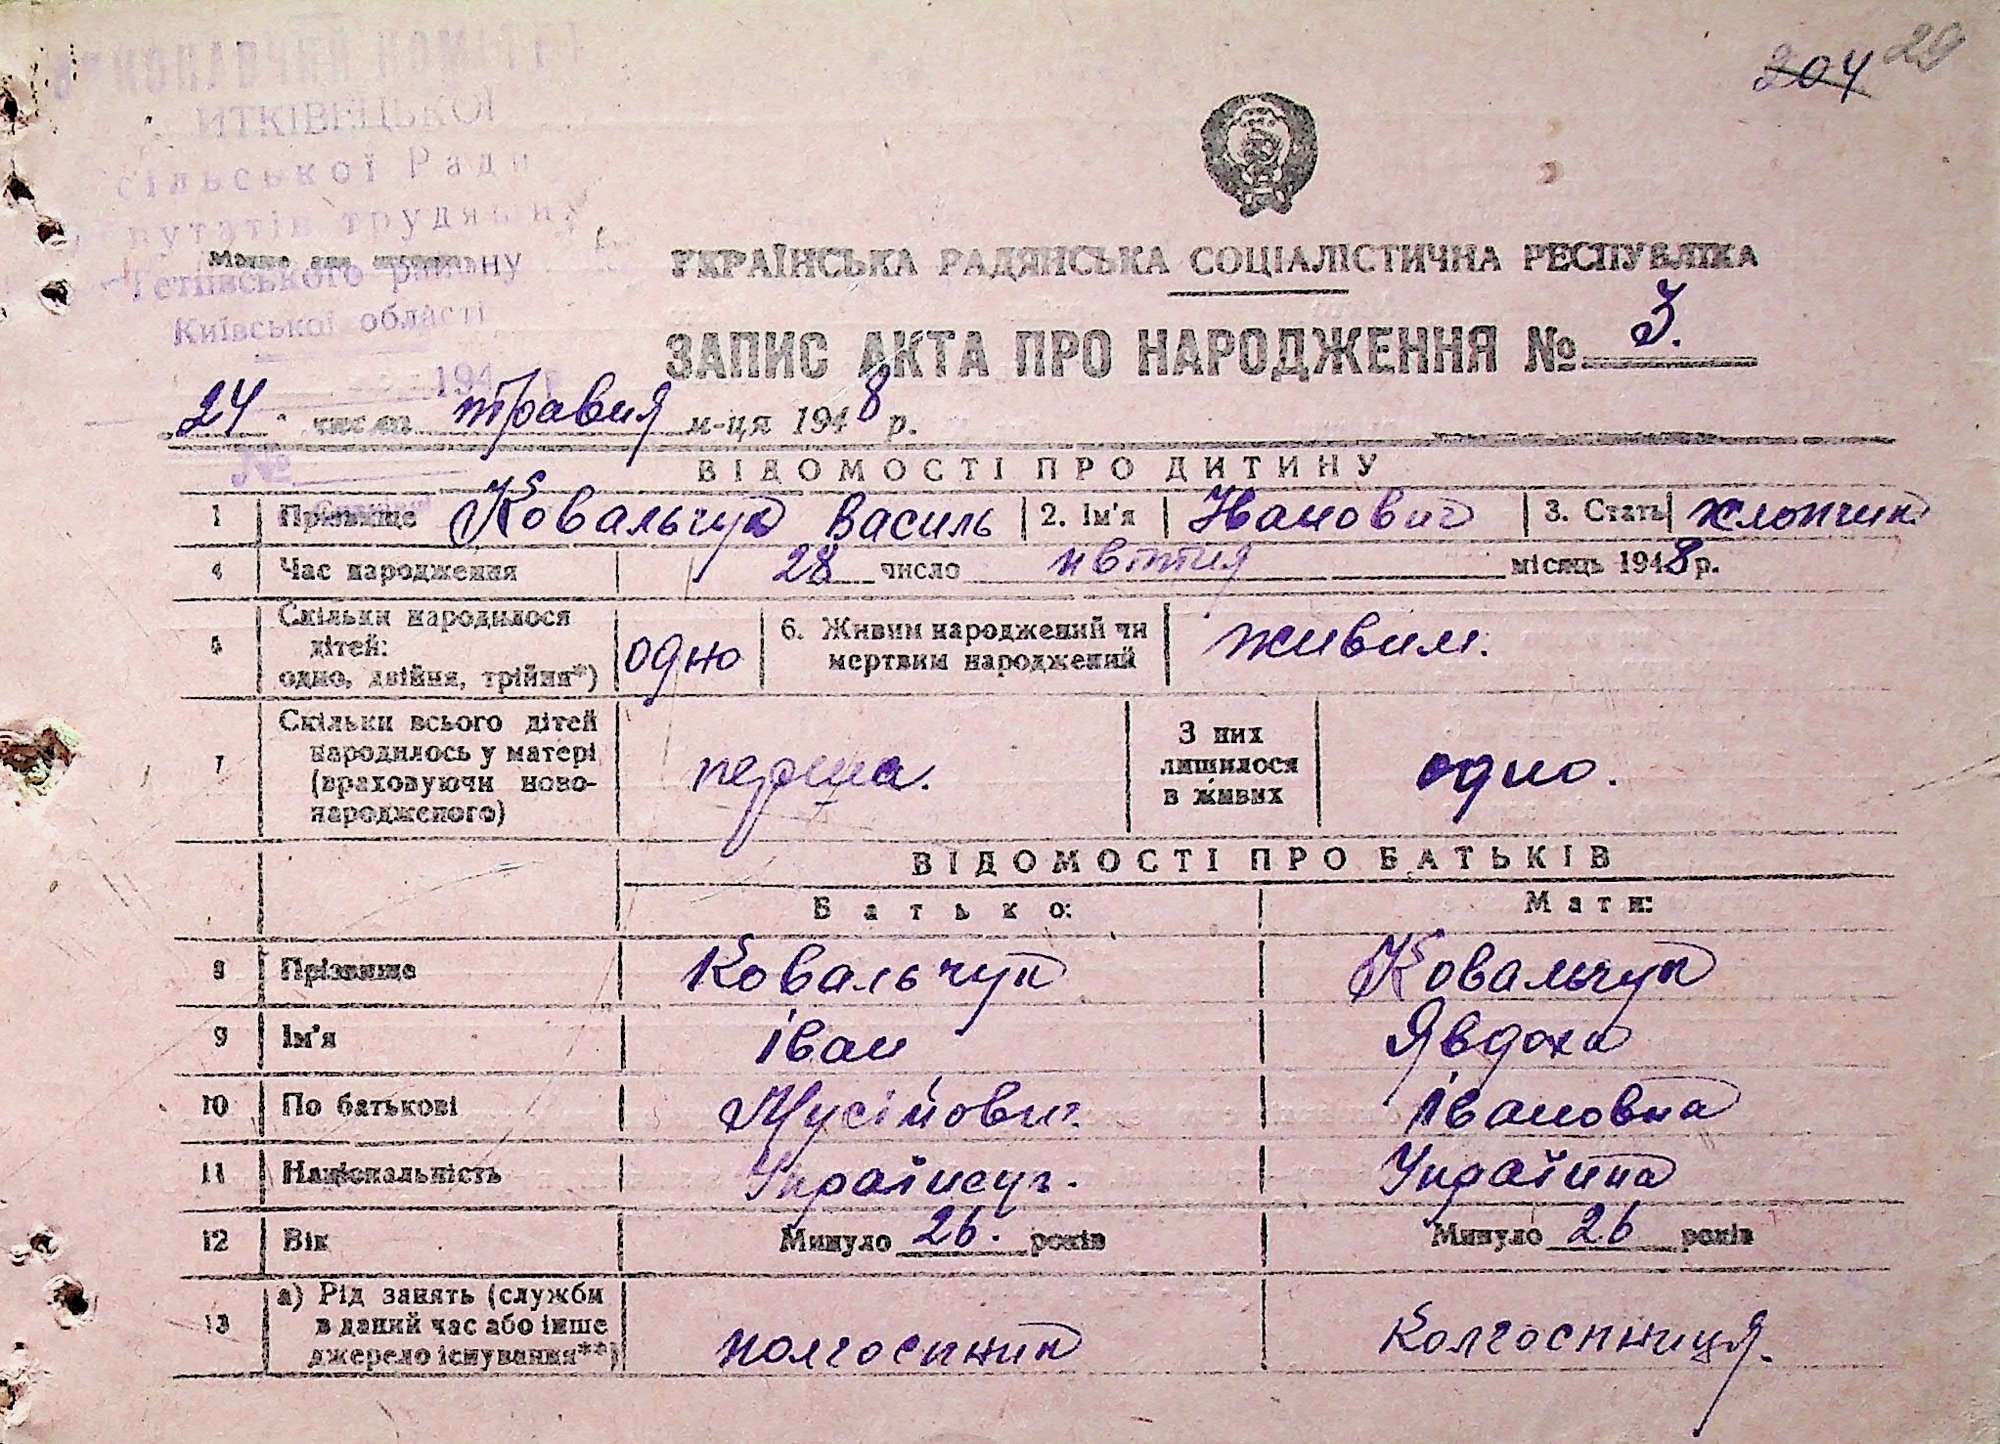 204 29
ВИКОНАВЧИЙ КОМІТЕТ
ИТКІВЕЦЬКОЇ
сільської Ради
путатів трудящих
Тетіївського району
Київської області
194 р.
№
УКРАЇНСЬКА РАДЯНСЬКА СОЦІАЛІСТИЧНА РЕСПУБЛІКА
ЗАПИС АКТА ПРО НАРОДЖЕННЯ № 3.
24 число травня м-ця 1948 р.
ВІДОМОСТІ ПРО ДИТИНУ
1 Прізвище Ковальчук Василь 2. Ім'я Іванович 3. Стать хлопчик
4 Час народження 28 число квітня місяць 1948 р.
5 Скільки народилося дітей: одно, двійня, трійня*) одно 6. Живим народжений чи мертвим народжений живим.
7 Скільки всього дітей народилось у матері (враховуючи новонародженого) перша. З них лишилося в живих одно.
ВІДОМОСТІ ПРО БАТЬКІВ
Батько: Мати:
8 Прізвище Ковальчук Ковальчук
9 Ім'я Іван Явдоха
10 По батькові Мусійович. Івановна
11 Національність Українець. Українка
12 Вік Минуло 26. років Минуло 26 років
13 а) Рід занять (служби в даний час або інше джерело існування**) колгоспник Колгоспниця.